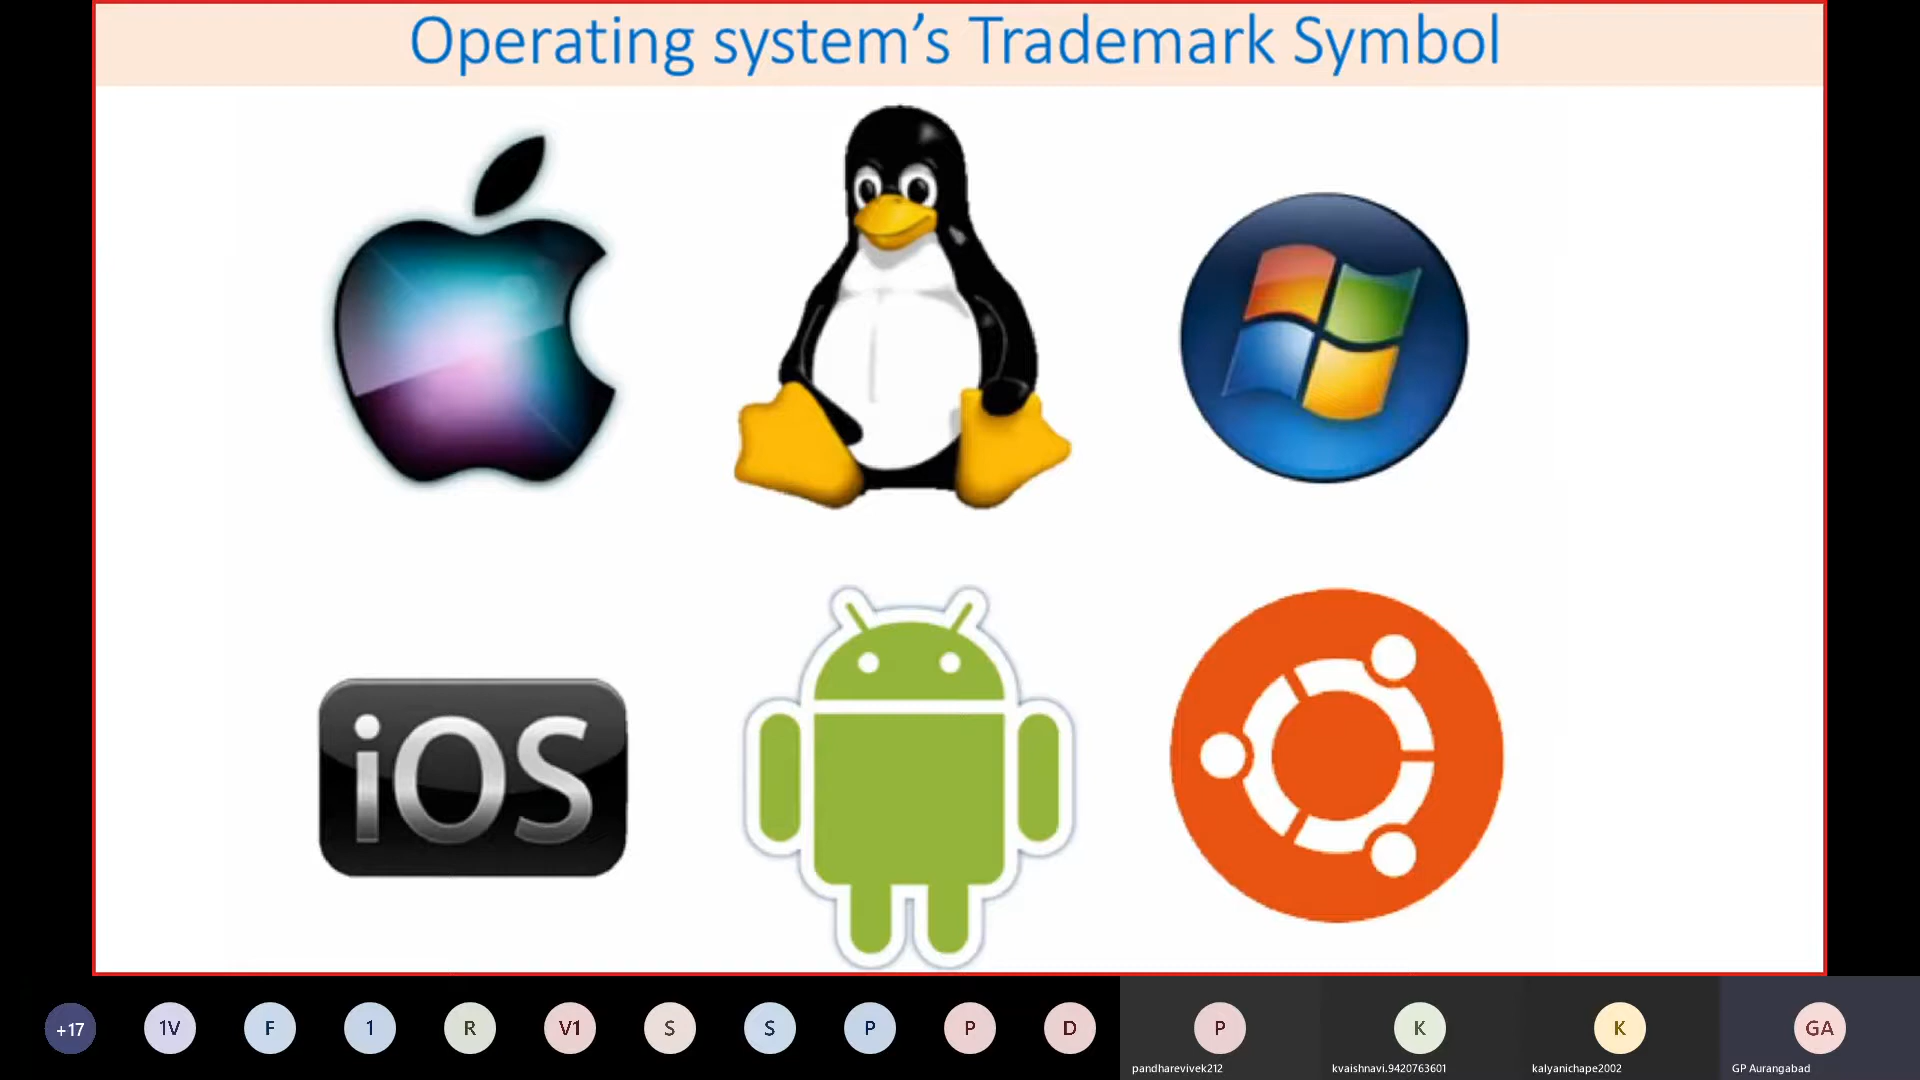 Operating system’s Trademark Symbol
iOS
+17
1V
F
1
R
V1
S
S
P
P
D
P
K
K
GA
pandharevivek212
kvaishnavi.9420763601
kalyanichape2002
GP Aurangabad